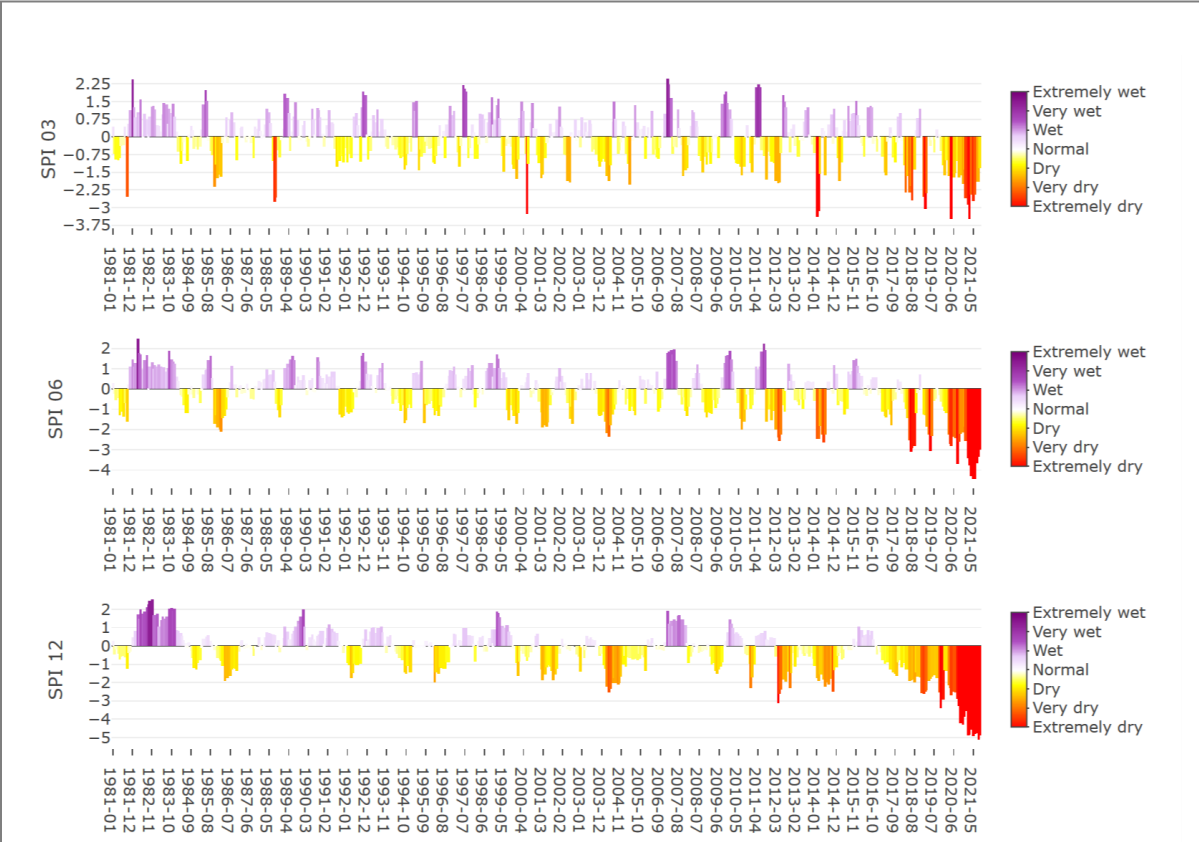 SPI 03
2.25
1.5
0.75
0
−0.75
−1.5
−2.25
−3
−3.75
1981-01 1981-12 1982-11 1983-10 1984-09 1985-08 1986-07 1987-06 1988-05 1989-04 1990-03 1991-02 1992-01 1992-12 1993-11 1994-10 1995-09 1996-08 1997-07 1998-06 1999-05 2000-04 2001-03 2002-02 2003-01 2003-12 2004-11 2005-10 2006-09 2007-08 2008-07 2009-06 2010-05 2011-04 2012-03 2013-02 2014-01 2014-12 2015-11 2016-10 2017-09 2018-08 2019-07 2020-06 2021-05
Extremely wet
Very wet
Wet
Normal
Dry
Very dry
Extremely dry
SPI 06
2
1
0
−1
−2
−3
−4
1981-01 1981-12 1982-11 1983-10 1984-09 1985-08 1986-07 1987-06 1988-05 1989-04 1990-03 1991-02 1992-01 1992-12 1993-11 1994-10 1995-09 1996-08 1997-07 1998-06 1999-05 2000-04 2001-03 2002-02 2003-01 2003-12 2004-11 2005-10 2006-09 2007-08 2008-07 2009-06 2010-05 2011-04 2012-03 2013-02 2014-01 2014-12 2015-11 2016-10 2017-09 2018-08 2019-07 2020-06 2021-05
Extremely wet
Very wet
Wet
Normal
Dry
Very dry
Extremely dry
SPI 12
2
1
0
−1
−2
−3
−4
−5
1981-01 1981-12 1982-11 1983-10 1984-09 1985-08 1986-07 1987-06 1988-05 1989-04 1990-03 1991-02 1992-01 1992-12 1993-11 1994-10 1995-09 1996-08 1997-07 1998-06 1999-05 2000-04 2001-03 2002-02 2003-01 2003-12 2004-11 2005-10 2006-09 2007-08 2008-07 2009-06 2010-05 2011-04 2012-03 2013-02 2014-01 2014-12 2015-11 2016-10 2017-09 2018-08 2019-07 2020-06 2021-05
Extremely wet
Very wet
Wet
Normal
Dry
Very dry
Extremely dry